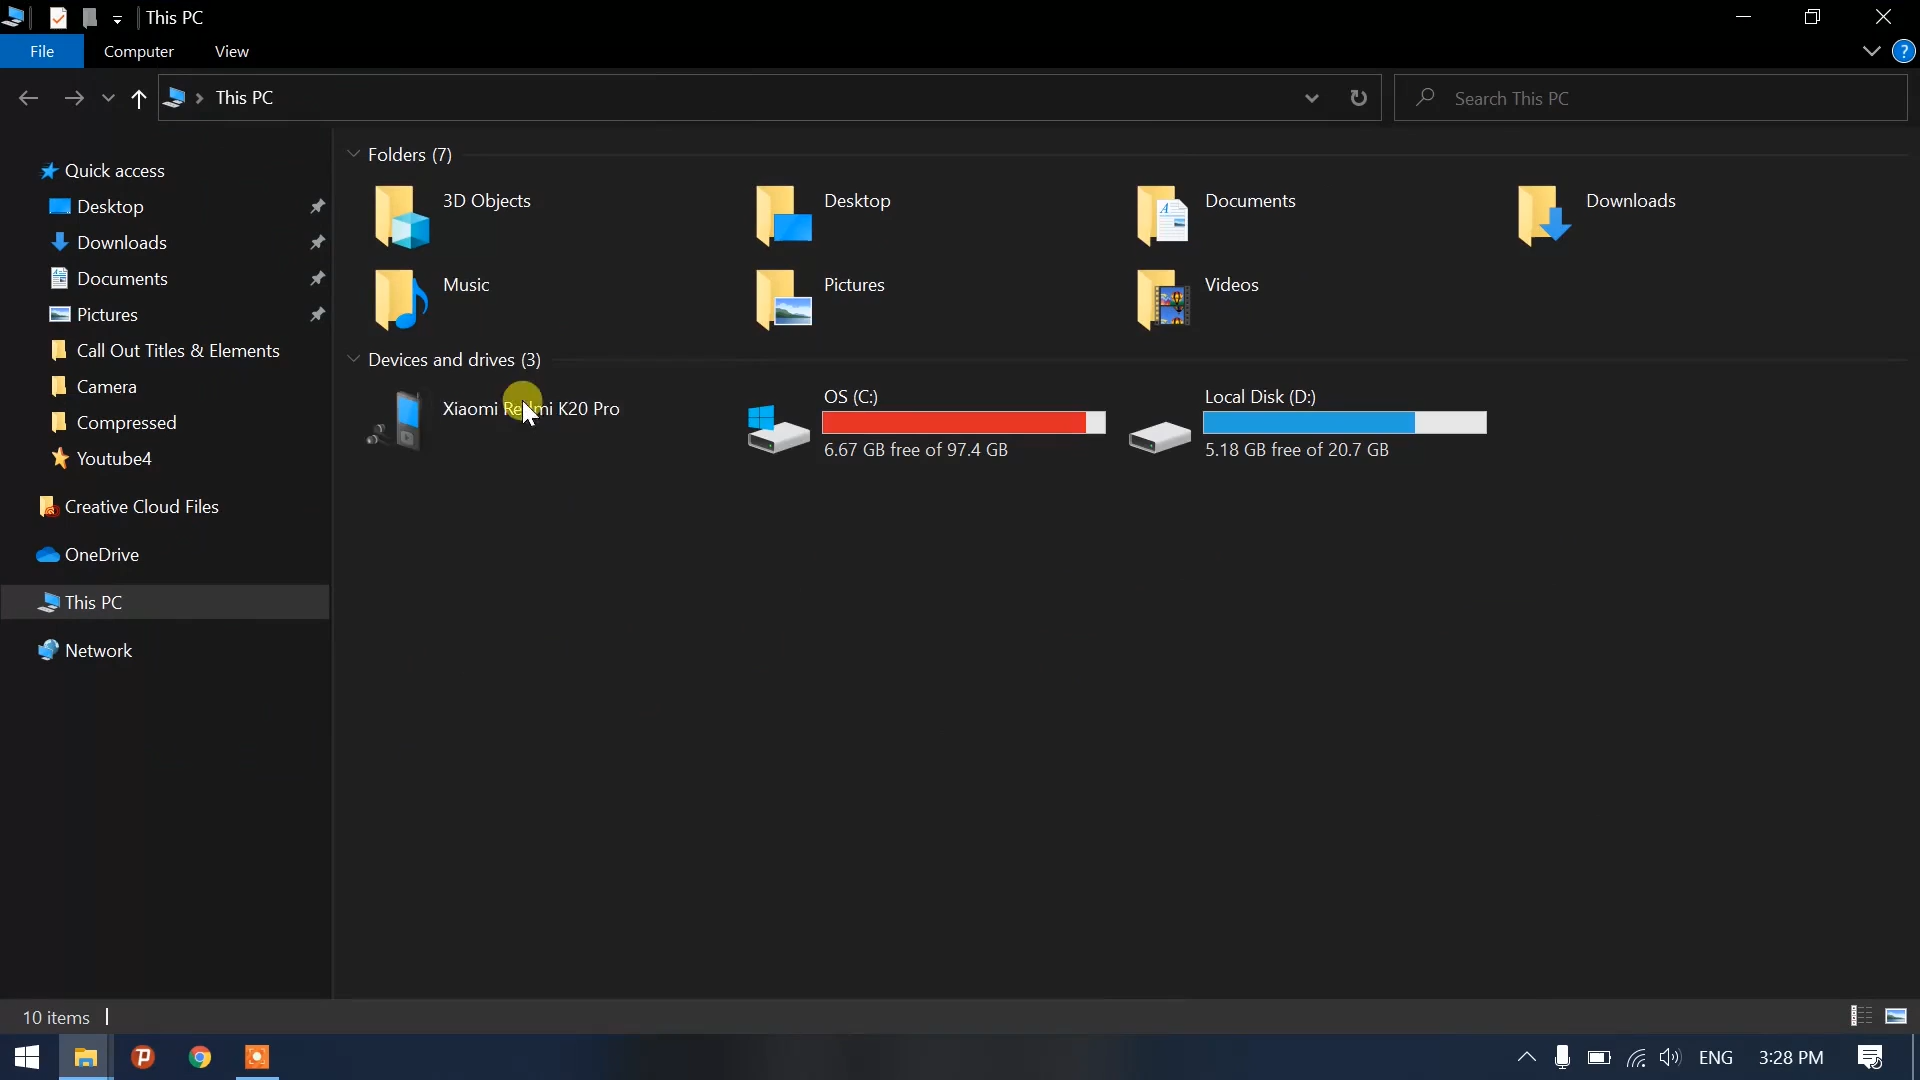 This PC
File Computer View
?
This PC
Search This PC
Quick access
Desktop
Downloads
Documents
Pictures
Call Out Titles & Elements
Camera
Compressed
Youtube4
Creative Cloud Files
OneDrive
This PC
Network
Folders (7)
3D Objects
Desktop
Documents
Downloads
Music
Pictures
Videos
Devices and drives (3)
Xiaomi Redmi K20 Pro
OS (C:)
6.67 GB free of 97.4 GB
Local Disk (D:)
5.18 GB free of 20.7 GB
10 items
ENG 3:28 PM